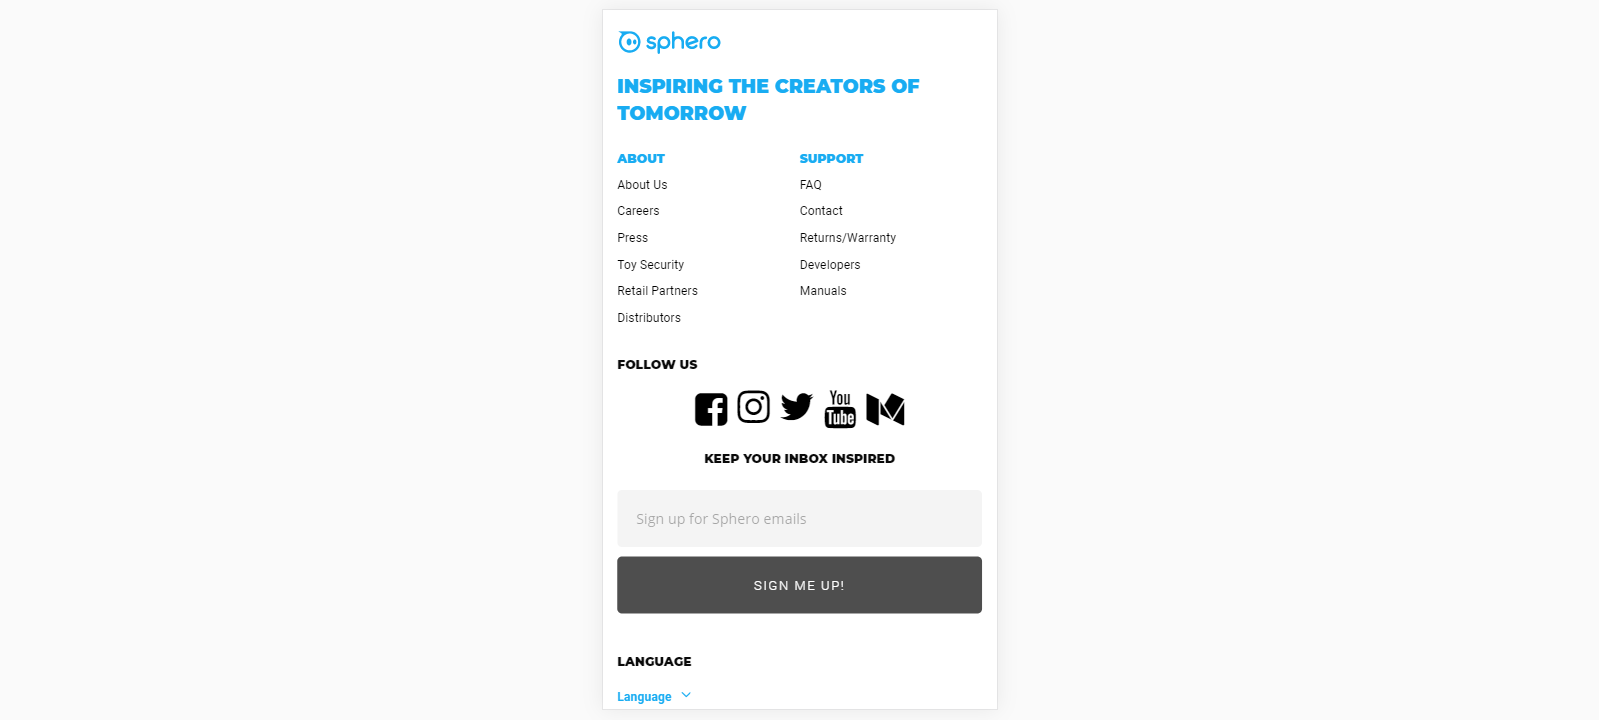 sphero
INSPIRING THE CREATORS OF
TOMORROW
ABOUT
About Us
Careers
Press
Toy Security
Retail Partners
Distributors
SUPPORT
FAQ
Contact
Returns/Warranty
Developers
Manuals
FOLLOW US
You
Tube
KEEP YOUR INBOX INSPIRED
Sign up for Sphero emails
SIGN ME UP!
LANGUAGE
Language